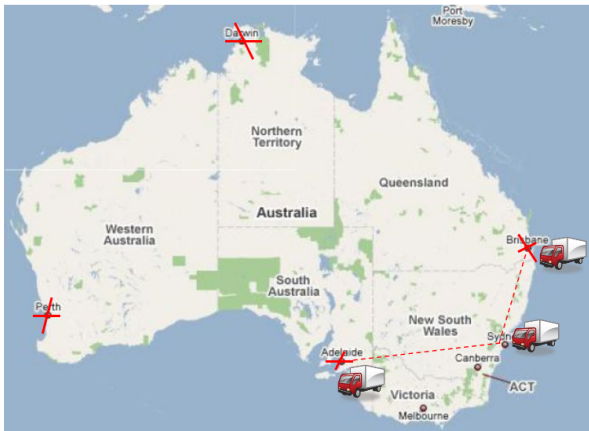 Port
Moresby
Darwin
Northern
Territory
Queensland
Australia
Western
Australia
Brisbane
South
Australia
Perth
New South
Wales
Adelaide
Canberra
ACT
Victoria
Melbourne